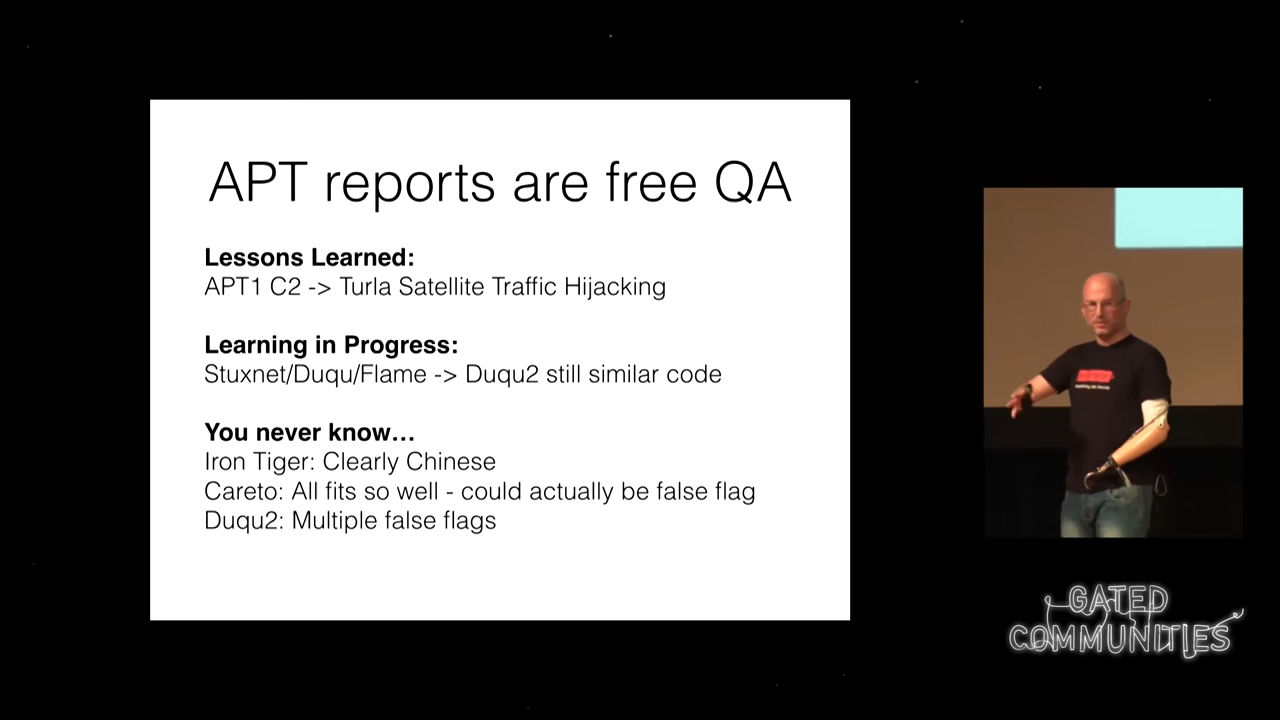 APT reports are free QA
Lessons Learned:
APT1 C2 -> Turla Satellite Traffic Hijacking
Learning in Progress:
Stuxnet/Duqu/Flame -> Duqu2 still similar code
You never know…
Iron Tiger: Clearly Chinese
Careto: All fits so well - could actually be false flag
Duqu2: Multiple false flags
GATED
COMMUNITIES